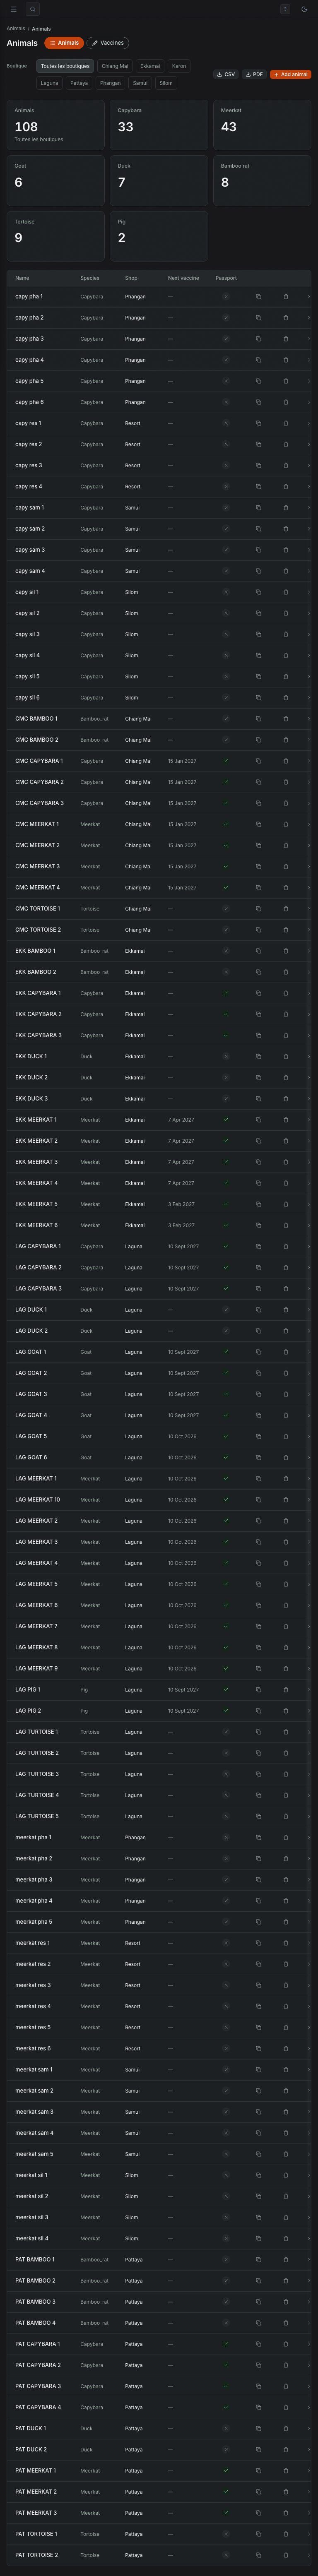 Animals / Animals
Animals Animals Vaccines
Boutique Toutes les boutiques Chiang Mai Ekkamai Karon
Laguna Pattaya Phangan Samui Silom
CSV PDF + Add animal
Animals Capybara Meerkat
108 33 43
Toutes les boutiques
Goat Duck Bamboo rat
6 7 8
Tortoise Pig
9 2
Name Species Shop Next vaccine Passport
capy pha 1 Capybara Phangan —
capy pha 2 Capybara Phangan —
capy pha 3 Capybara Phangan —
capy pha 4 Capybara Phangan —
capy pha 5 Capybara Phangan —
capy pha 6 Capybara Phangan —
capy res 1 Capybara Resort —
capy res 2 Capybara Resort —
capy res 3 Capybara Resort —
capy res 4 Capybara Resort —
capy sam 1 Capybara Samui —
capy sam 2 Capybara Samui —
capy sam 3 Capybara Samui —
capy sam 4 Capybara Samui —
capy sil 1 Capybara Silom —
capy sil 2 Capybara Silom —
capy sil 3 Capybara Silom —
capy sil 4 Capybara Silom —
capy sil 5 Capybara Silom —
capy sil 6 Capybara Silom —
CMC BAMBOO 1 Bamboo_rat Chiang Mai —
CMC BAMBOO 2 Bamboo_rat Chiang Mai —
CMC CAPYBARA 1 Capybara Chiang Mai 15 Jan 2027
CMC CAPYBARA 2 Capybara Chiang Mai 15 Jan 2027
CMC CAPYBARA 3 Capybara Chiang Mai 15 Jan 2027
CMC MEERKAT 1 Meerkat Chiang Mai 15 Jan 2027
CMC MEERKAT 2 Meerkat Chiang Mai 15 Jan 2027
CMC MEERKAT 3 Meerkat Chiang Mai 15 Jan 2027
CMC MEERKAT 4 Meerkat Chiang Mai 15 Jan 2027
CMC TORTOISE 1 Tortoise Chiang Mai —
CMC TORTOISE 2 Tortoise Chiang Mai —
EKK BAMBOO 1 Bamboo_rat Ekkamai —
EKK BAMBOO 2 Bamboo_rat Ekkamai —
EKK CAPYBARA 1 Capybara Ekkamai —
EKK CAPYBARA 2 Capybara Ekkamai —
EKK CAPYBARA 3 Capybara Ekkamai —
EKK DUCK 1 Duck Ekkamai —
EKK DUCK 2 Duck Ekkamai —
EKK DUCK 3 Duck Ekkamai —
EKK MEERKAT 1 Meerkat Ekkamai 7 Apr 2027
EKK MEERKAT 2 Meerkat Ekkamai 7 Apr 2027
EKK MEERKAT 3 Meerkat Ekkamai 7 Apr 2027
EKK MEERKAT 4 Meerkat Ekkamai 7 Apr 2027
EKK MEERKAT 5 Meerkat Ekkamai 3 Feb 2027
EKK MEERKAT 6 Meerkat Ekkamai 3 Feb 2027
LAG CAPYBARA 1 Capybara Laguna 10 Sept 2027
LAG CAPYBARA 2 Capybara Laguna 10 Sept 2027
LAG CAPYBARA 3 Capybara Laguna 10 Sept 2027
LAG DUCK 1 Duck Laguna —
LAG DUCK 2 Duck Laguna —
LAG GOAT 1 Goat Laguna 10 Sept 2027
LAG GOAT 2 Goat Laguna 10 Sept 2027
LAG GOAT 3 Goat Laguna 10 Sept 2027
LAG GOAT 4 Goat Laguna 10 Sept 2027
LAG GOAT 5 Goat Laguna 10 Oct 2026
LAG GOAT 6 Goat Laguna 10 Oct 2026
LAG MEERKAT 1 Meerkat Laguna 10 Oct 2026
LAG MEERKAT 10 Meerkat Laguna 10 Oct 2026
LAG MEERKAT 2 Meerkat Laguna 10 Oct 2026
LAG MEERKAT 3 Meerkat Laguna 10 Oct 2026
LAG MEERKAT 4 Meerkat Laguna 10 Oct 2026
LAG MEERKAT 5 Meerkat Laguna 10 Oct 2026
LAG MEERKAT 6 Meerkat Laguna 10 Oct 2026
LAG MEERKAT 7 Meerkat Laguna 10 Oct 2026
LAG MEERKAT 8 Meerkat Laguna 10 Oct 2026
LAG MEERKAT 9 Meerkat Laguna 10 Oct 2026
LAG PIG 1 Pig Laguna 10 Sept 2027
LAG PIG 2 Pig Laguna 10 Sept 2027
LAG TURTOISE 1 Tortoise Laguna —
LAG TURTOISE 2 Tortoise Laguna —
LAG TURTOISE 3 Tortoise Laguna —
LAG TURTOISE 4 Tortoise Laguna —
LAG TURTOISE 5 Tortoise Laguna —
meerkat pha 1 Meerkat Phangan —
meerkat pha 2 Meerkat Phangan —
meerkat pha 3 Meerkat Phangan —
meerkat pha 4 Meerkat Phangan —
meerkat pha 5 Meerkat Phangan —
meerkat res 1 Meerkat Resort —
meerkat res 2 Meerkat Resort —
meerkat res 3 Meerkat Resort —
meerkat res 4 Meerkat Resort —
meerkat res 5 Meerkat Resort —
meerkat res 6 Meerkat Resort —
meerkat sam 1 Meerkat Samui —
meerkat sam 2 Meerkat Samui —
meerkat sam 3 Meerkat Samui —
meerkat sam 4 Meerkat Samui —
meerkat sam 5 Meerkat Samui —
meerkat sil 1 Meerkat Silom —
meerkat sil 2 Meerkat Silom —
meerkat sil 3 Meerkat Silom —
meerkat sil 4 Meerkat Silom —
PAT BAMBOO 1 Bamboo_rat Pattaya —
PAT BAMBOO 2 Bamboo_rat Pattaya —
PAT BAMBOO 3 Bamboo_rat Pattaya —
PAT BAMBOO 4 Bamboo_rat Pattaya —
PAT CAPYBARA 1 Capybara Pattaya —
PAT CAPYBARA 2 Capybara Pattaya —
PAT CAPYBARA 3 Capybara Pattaya —
PAT CAPYBARA 4 Capybara Pattaya —
PAT DUCK 1 Duck Pattaya —
PAT DUCK 2 Duck Pattaya —
PAT MEERKAT 1 Meerkat Pattaya —
PAT MEERKAT 2 Meerkat Pattaya —
PAT MEERKAT 3 Meerkat Pattaya —
PAT TORTOISE 1 Tortoise Pattaya —
PAT TORTOISE 2 Tortoise Pattaya —